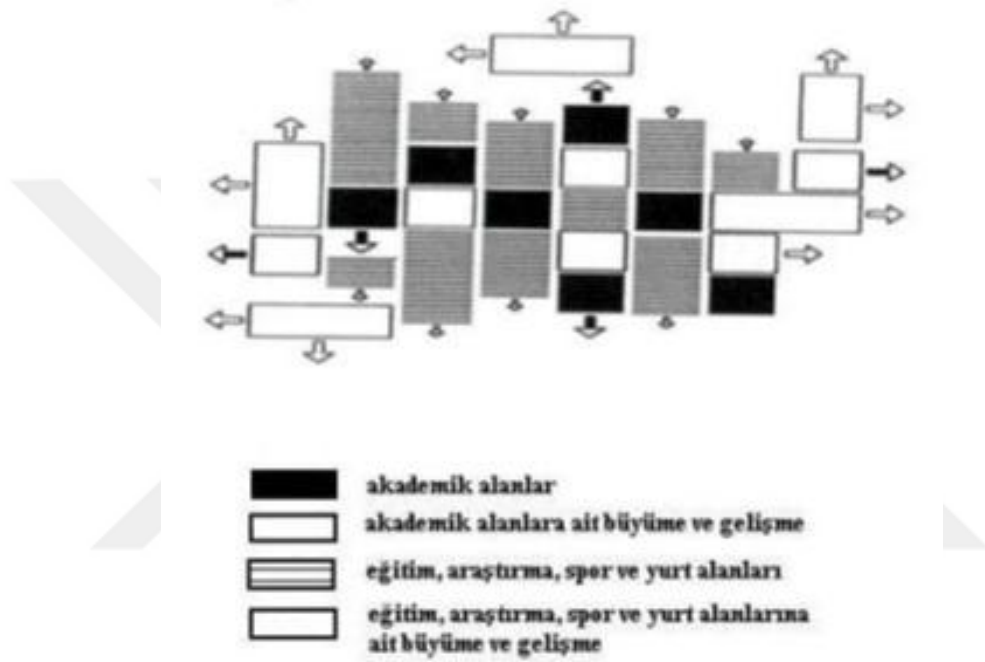 akademik alanlar
akademik alanlara ait büyüme ve gelişme
eğitim, araştırma, spor ve yurt alanları
eğitim, araştırma, spor ve yurt alanlarına
ait büyüme ve gelişme